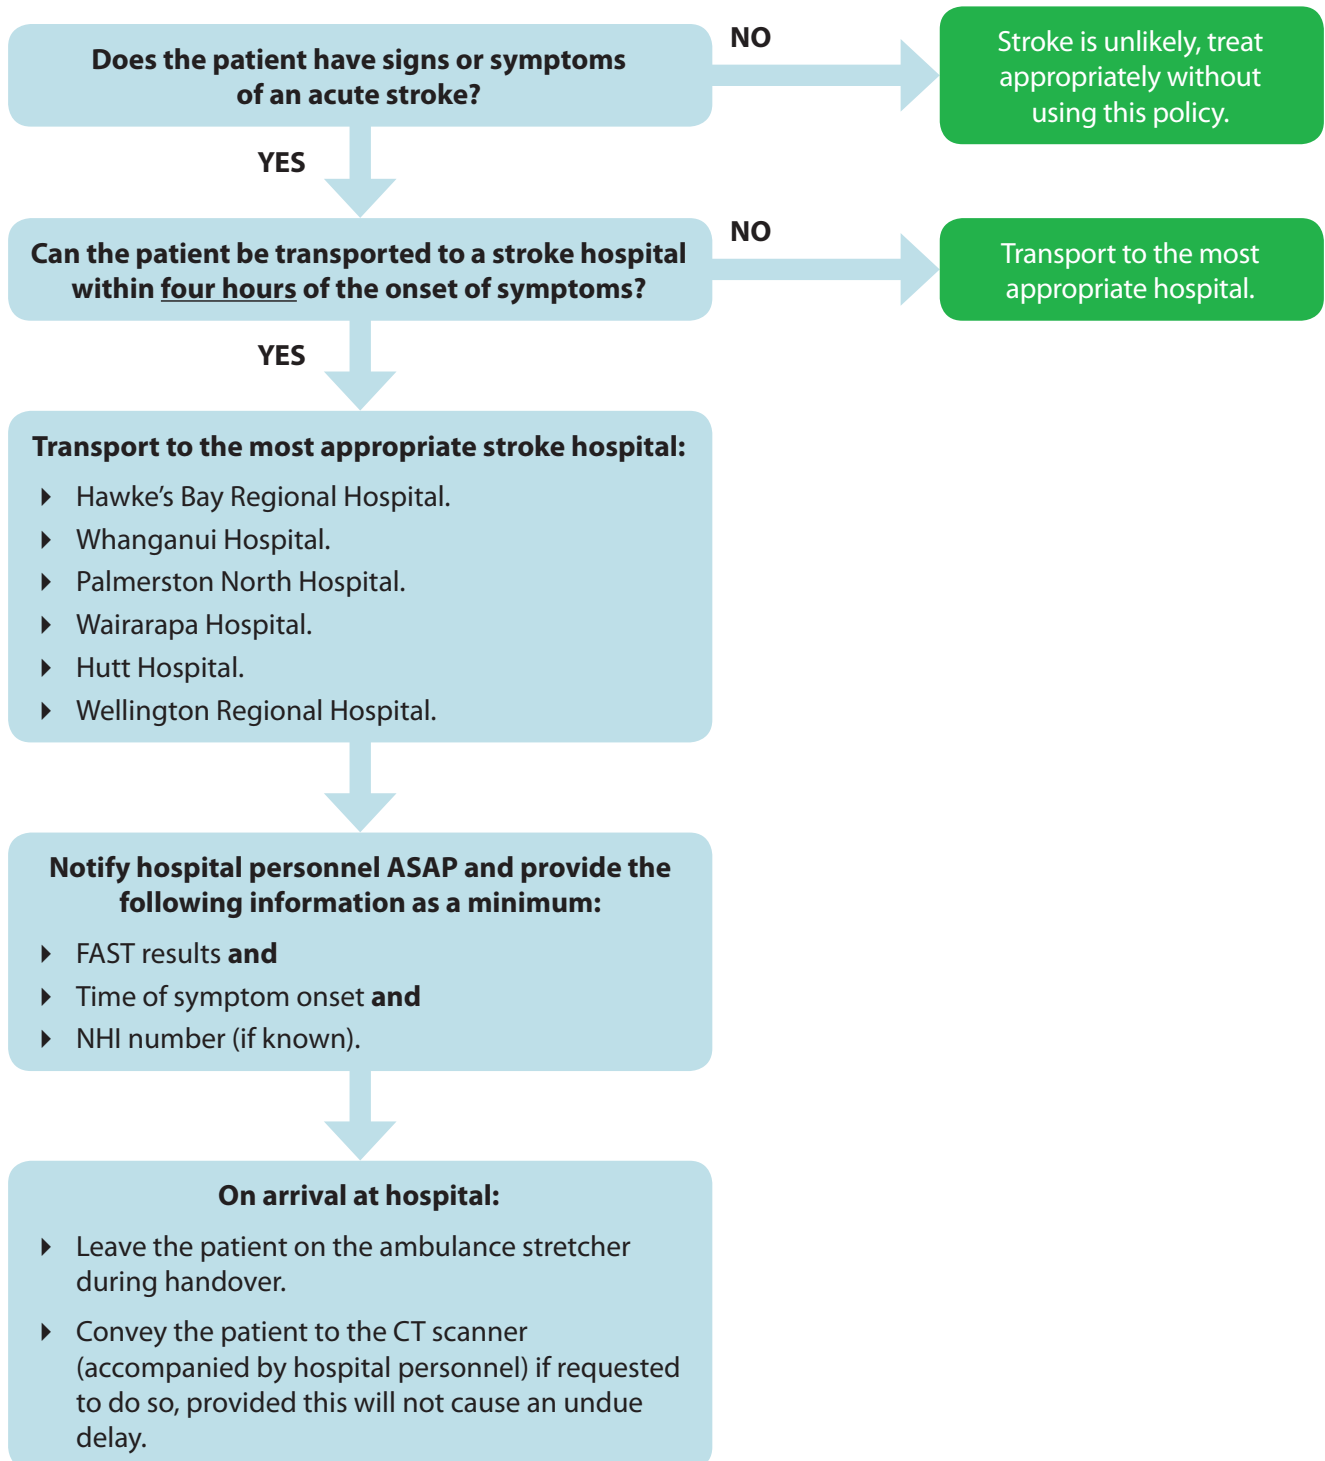 Does the patient have signs or symptoms
of an acute stroke?
NO
Stroke is unlikely, treat
appropriately without
using this policy.
YES
Can the patient be transported to a stroke hospital
within four hours of the onset of symptoms?
NO
Transport to the most
appropriate hospital.
YES
Transport to the most appropriate stroke hospital:
Hawke’s Bay Regional Hospital.
Whanganui Hospital.
Palmerston North Hospital.
Wairarapa Hospital.
Hutt Hospital.
Wellington Regional Hospital.
Notify hospital personnel ASAP and provide the
following information as a minimum:
FAST results and
Time of symptom onset and
NHI number (if known).
On arrival at hospital:
Leave the patient on the ambulance stretcher
during handover.
Convey the patient to the CT scanner
(accompanied by hospital personnel) if requested
to do so, provided this will not cause an undue
delay.